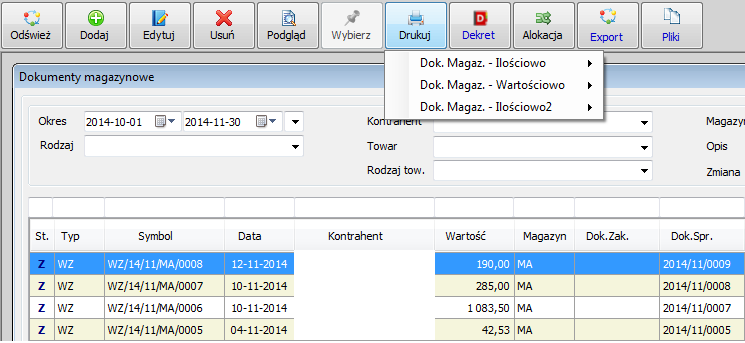 Odśwież Dodaj Edytuj Usuń Podgląd Wybierz Drukuj Dekret Alokacja Export Pliki
Dok. Magaz. - Ilościowo
Dok. Magaz. - Wartościowo
Dok. Magaz. - Ilościowo2
Dokumenty magazynowe
Okres 2014-10-01 2014-11-30 Kontrahent Magazyn
Rodzaj Towar Opis
Rodzaj tow. Zmiana
St. Typ Symbol Data Kontrahent Wartość Magazyn Dok.Zak. Dok.Spr.
Z WZ WZ/14/11/MA/0008 12-11-2014 190,00 MA 2014/11/0009
Z WZ WZ/14/11/MA/0007 10-11-2014 285,00 MA 2014/11/0008
Z WZ WZ/14/11/MA/0006 10-11-2014 1 083,50 MA 2014/11/0007
Z WZ WZ/14/11/MA/0005 04-11-2014 42,53 MA 2014/11/0005